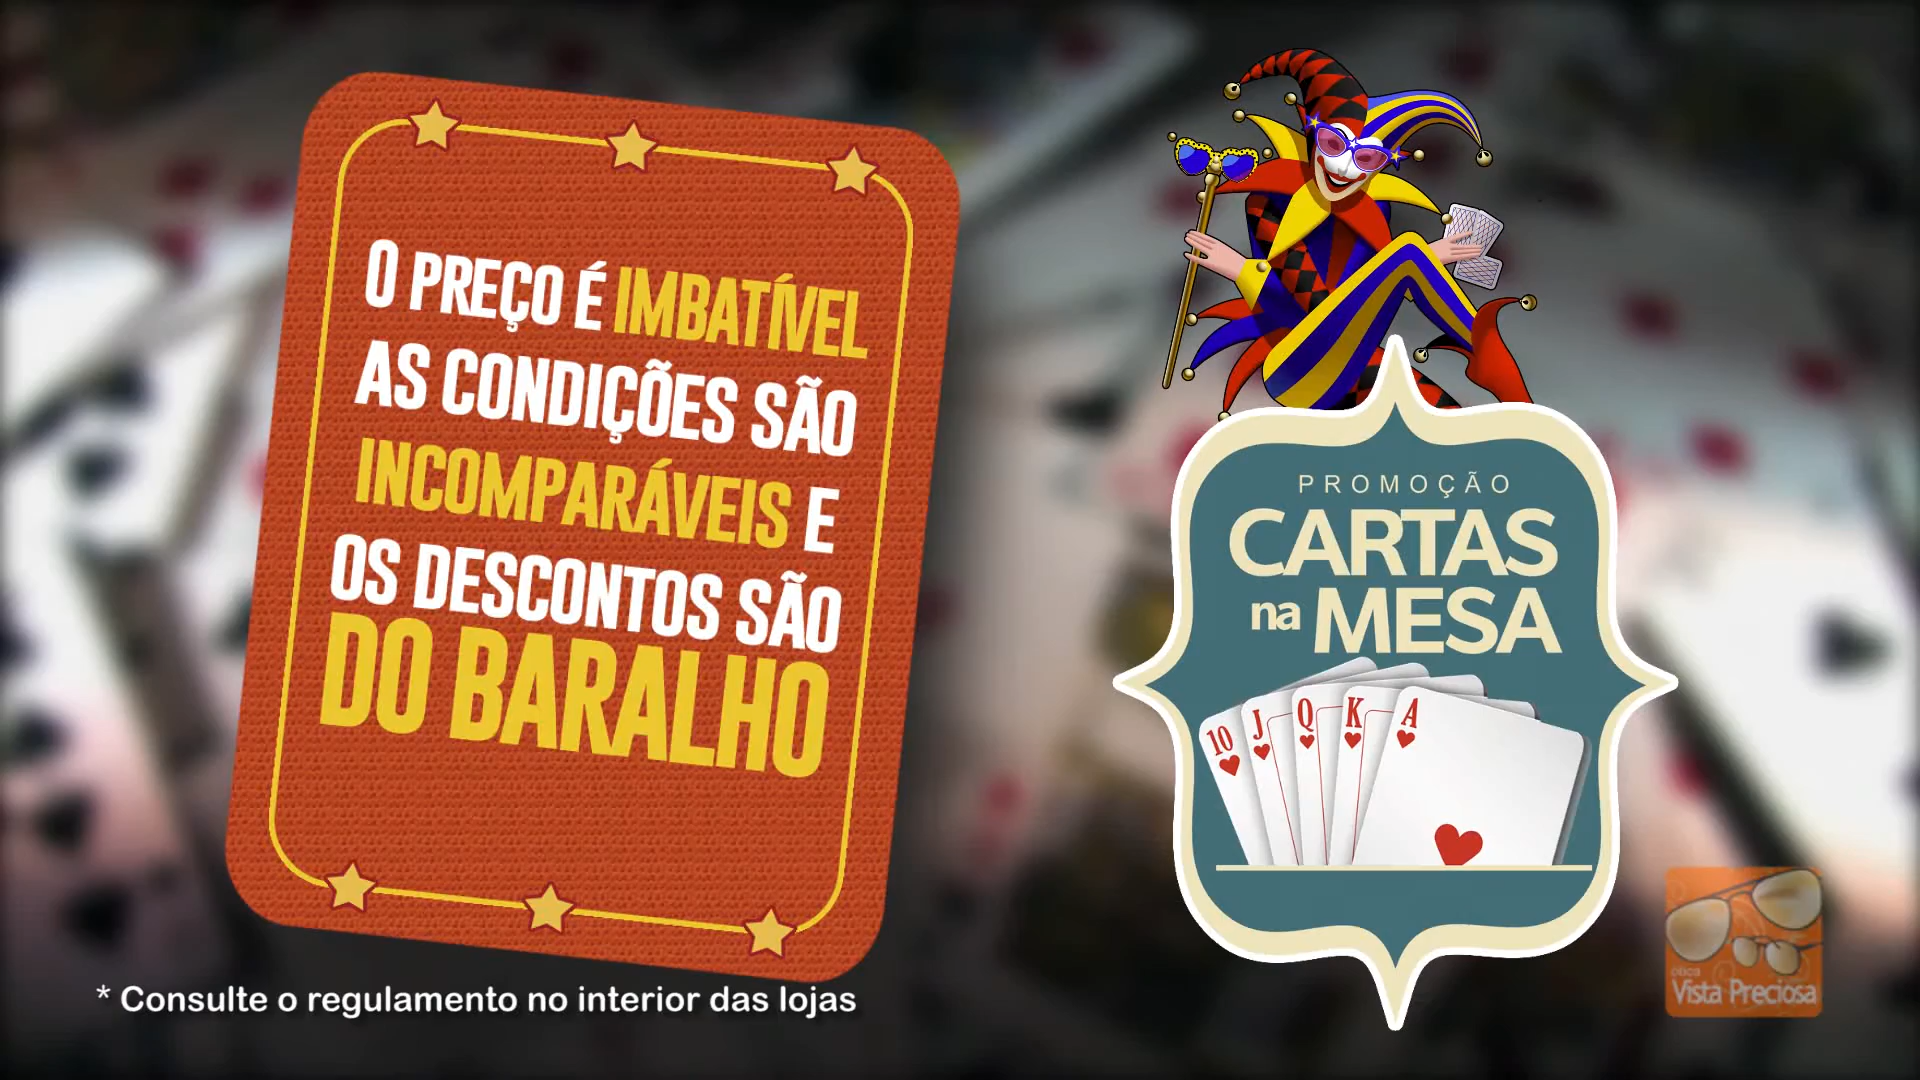 O PREÇO É IMBATÍVEL
AS CONDIÇÕES SÃO
INCOMPARÁVEIS E
OS DESCONTOS SÃO
DO BARALHO
* Consulte o regulamento no interior das lojas
PROMOÇÃO
CARTAS
na MESA
10 J Q K A
ótica
Vista Preciosa